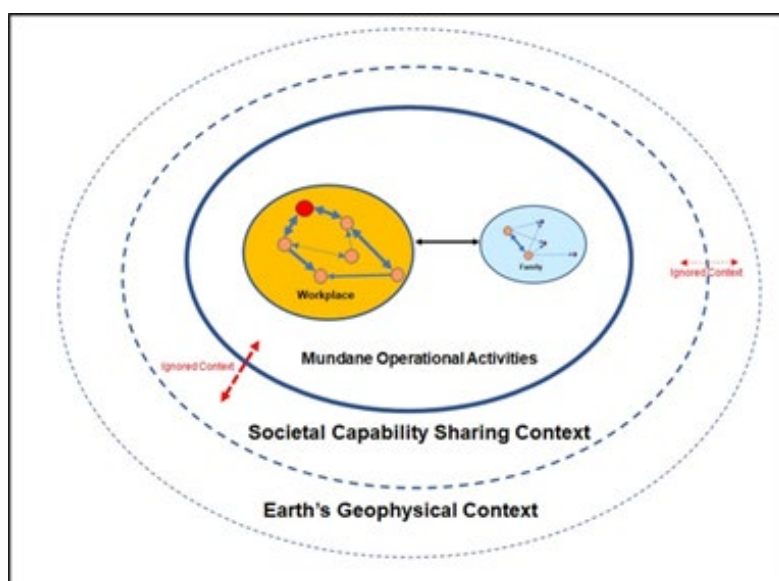 Workplace
Family
Ignored Context
Mundane Operational Activities
Ignored Context
Societal Capability Sharing Context
Earth's Geophysical Context